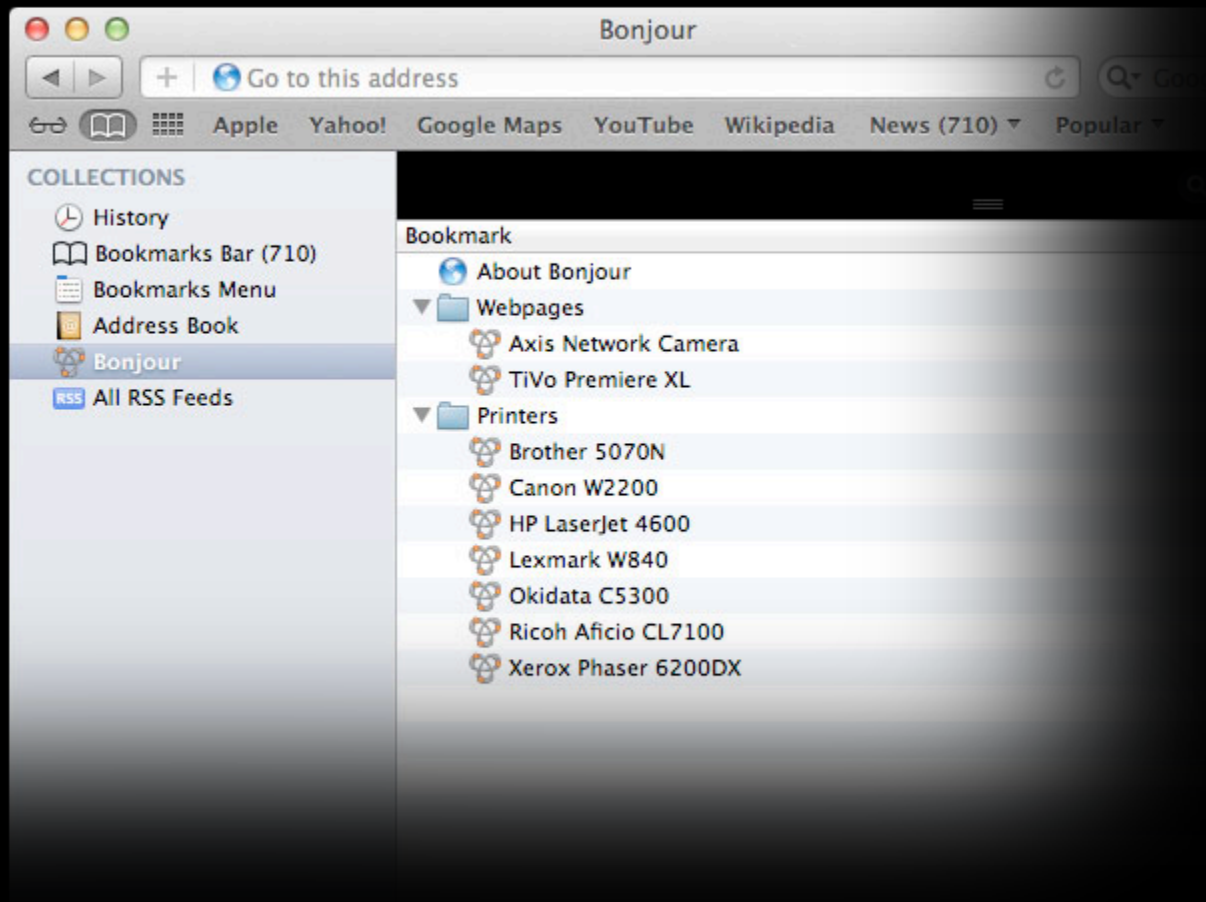 Bonjour
Go to this address
Goo
Apple Yahoo! Google Maps YouTube Wikipedia News (710) Popular
COLLECTIONS
History
Bookmarks Bar (710)
Bookmarks Menu
Address Book
Bonjour
RSS All RSS Feeds
Bookmark
About Bonjour
Webpages
Axis Network Camera
TiVo Premiere XL
Printers
Brother 5070N
Canon W2200
HP LaserJet 4600
Lexmark W840
Okidata C5300
Ricoh Aficio CL7100
Xerox Phaser 6200DX